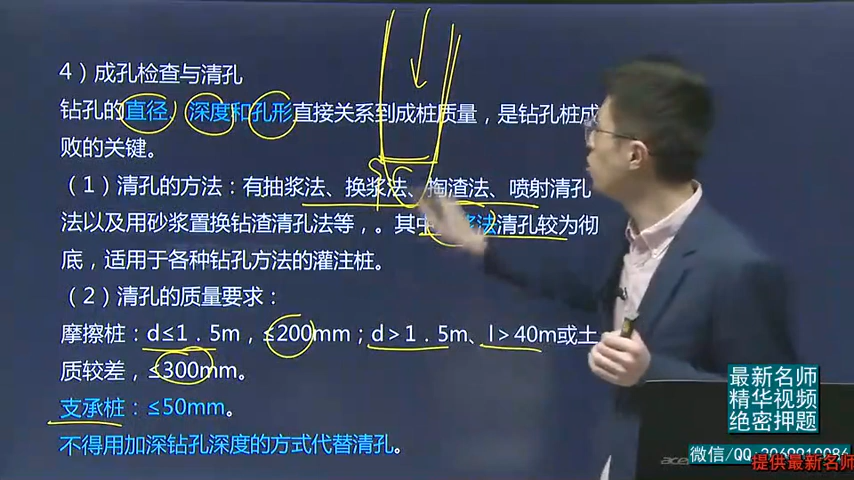 4）成孔检查与清孔
钻孔的直径、深度和孔形直接关系到成桩质量，是钻孔桩成
败的关键。
（1）清孔的方法：有抽浆法、换浆法、掏渣法、喷射清孔
法以及用砂浆置换钻渣清孔法等，。其中 浆法清孔较为彻
底，适用于各种钻孔方法的灌注桩。
（2）清孔的质量要求：
摩擦桩：d≤1．5m，≤200mm；d＞1．5m、l＞40m或土
质较差，≤300mm。
支承桩：≤50mm。
不得用加深钻孔深度的方式代替清孔。
最新名师
精华视频
绝密押题
微信/QQ:
提供最新名师
acer